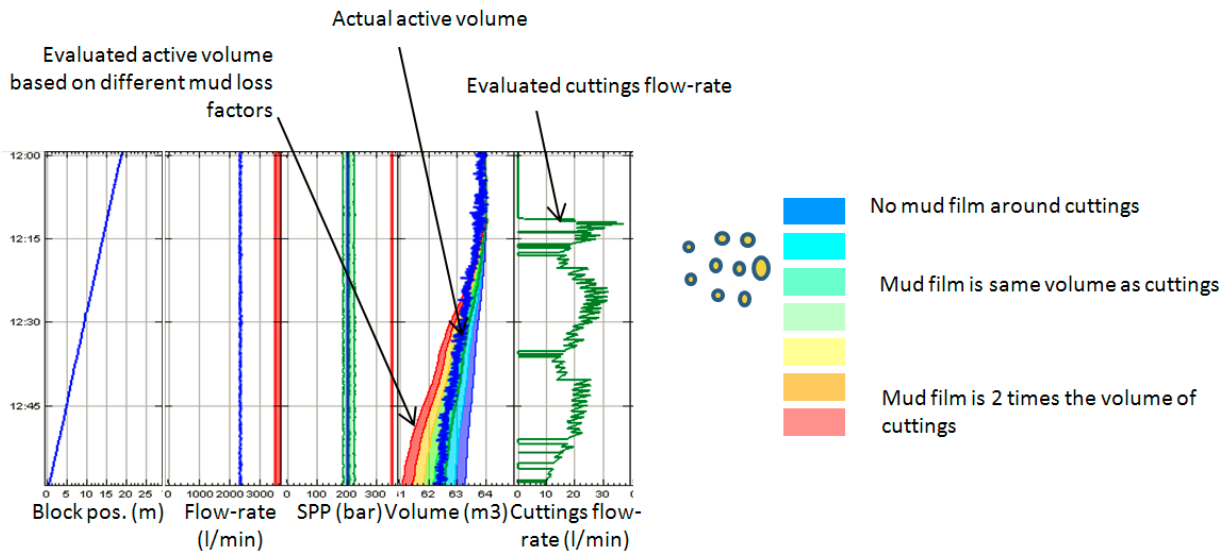 Actual active volume
Evaluated active volume
based on different mud loss
factors
Evaluated cuttings flow-rate
12:00
12:15
12:30
12:45
No mud film around cuttings
Mud film is same volume as cuttings
Mud film is 2 times the volume of
cuttings
0 5 10 15 20 25 0 1000 2000 3000 0 100 200 300 1 62 63 64 0 10 20 30
Block pos. (m) Flow-rate SPP (bar) Volume (m3) Cuttings flow-
(l/min) rate (l/min)